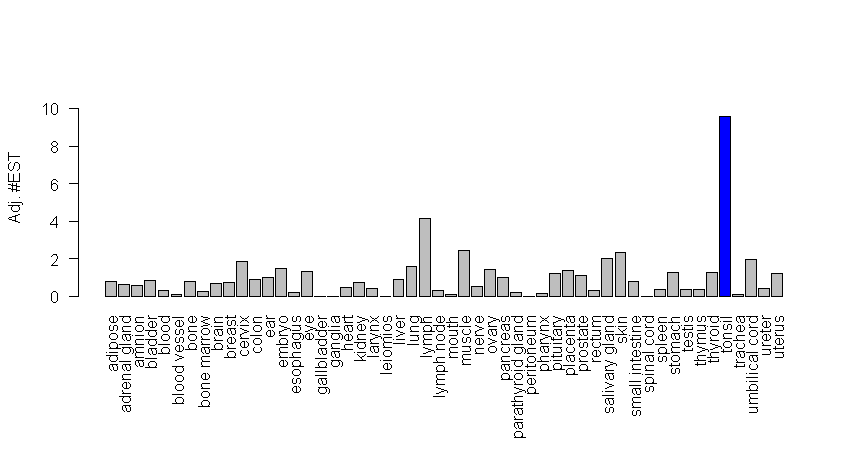 10
8
6
4
2
0
Adj. #EST
adipose
adrenal gland
amnion
bladder
blood
blood vessel
bone
bone marrow
brain
breast
cervix
colon
ear
embryo
esophagus
eye
gallbladder
ganglia
heart
kidney
larynx
leiomios
liver
lung
lymph
lymph node
mouth
muscle
nerve
ovary
pancreas
parathyroid gland
peritoneum
pharynx
pituitary
placenta
prostate
rectum
salivary gland
skin
small intestine
spinal cord
spleen
stomach
testis
thymus
thyroid
tonsil
trachea
umbilical cord
ureter
uterus